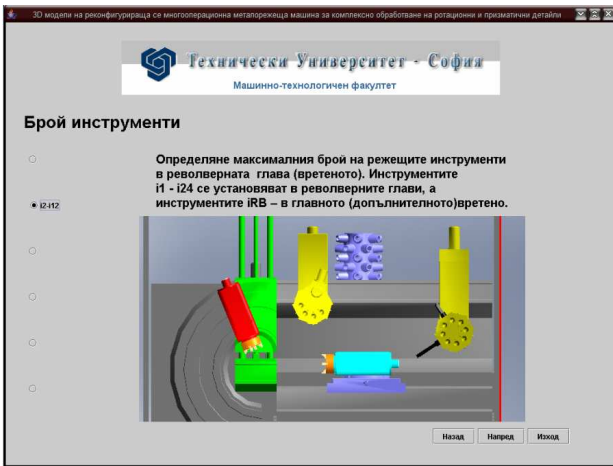 3D модели на реконфигурираща се многооперационна металорежеща машина за комплексно обработване на ротационни и призматични детайли
Технически Университет - София
Машинно-технологичен факултет
Брой инструменти
Определяне максималния брой на режещите инструменти
в револверната глава (вретеното). Инструментите
i1 - i24 се установяват в револверните глави, а
инструментите iRB – в главното (допълнителното)вретено.
i2-i12
Назад Напред Изход